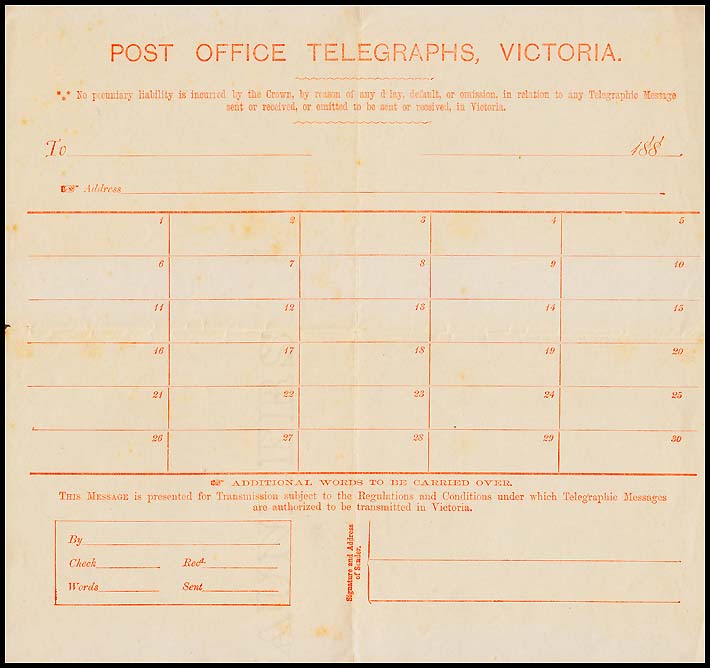 POST OFFICE TELEGRAPHS, VICTORIA.
*** No pecuniary liability is incurred by the Crown, by reason of any d lay, default, or omission, in relation to any Telegraphic Message
sent or received, or omitted to be sent or received, in Victoria.
To 188
☞ Address
1 2 3 4 5
6 7 8 9 10
11 12 13 14 15
16 17 18 19 20
21 22 23 24 25
26 27 28 29 30
☞ ADDITIONAL WORDS TO BE CARRIED OVER.
THIS MESSAGE is presented for Transmission subject to the Regulations and Conditions under which Telegraphic Messages
are authorized to be transmitted in Victoria.
By
Check Recd.
Words Sent
Signature and Address
of Sender.